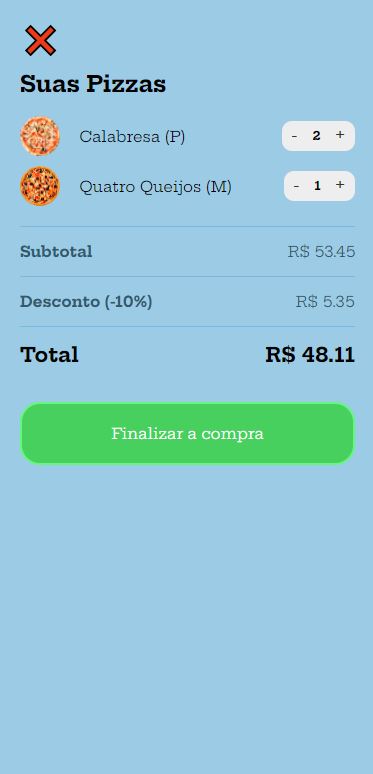 Suas Pizzas
Calabresa (P) - 2 +
Quatro Queijos (M) - 1 +
Subtotal R$ 53.45
Desconto (-10%) R$ 5.35
Total R$ 48.11
Finalizar a compra